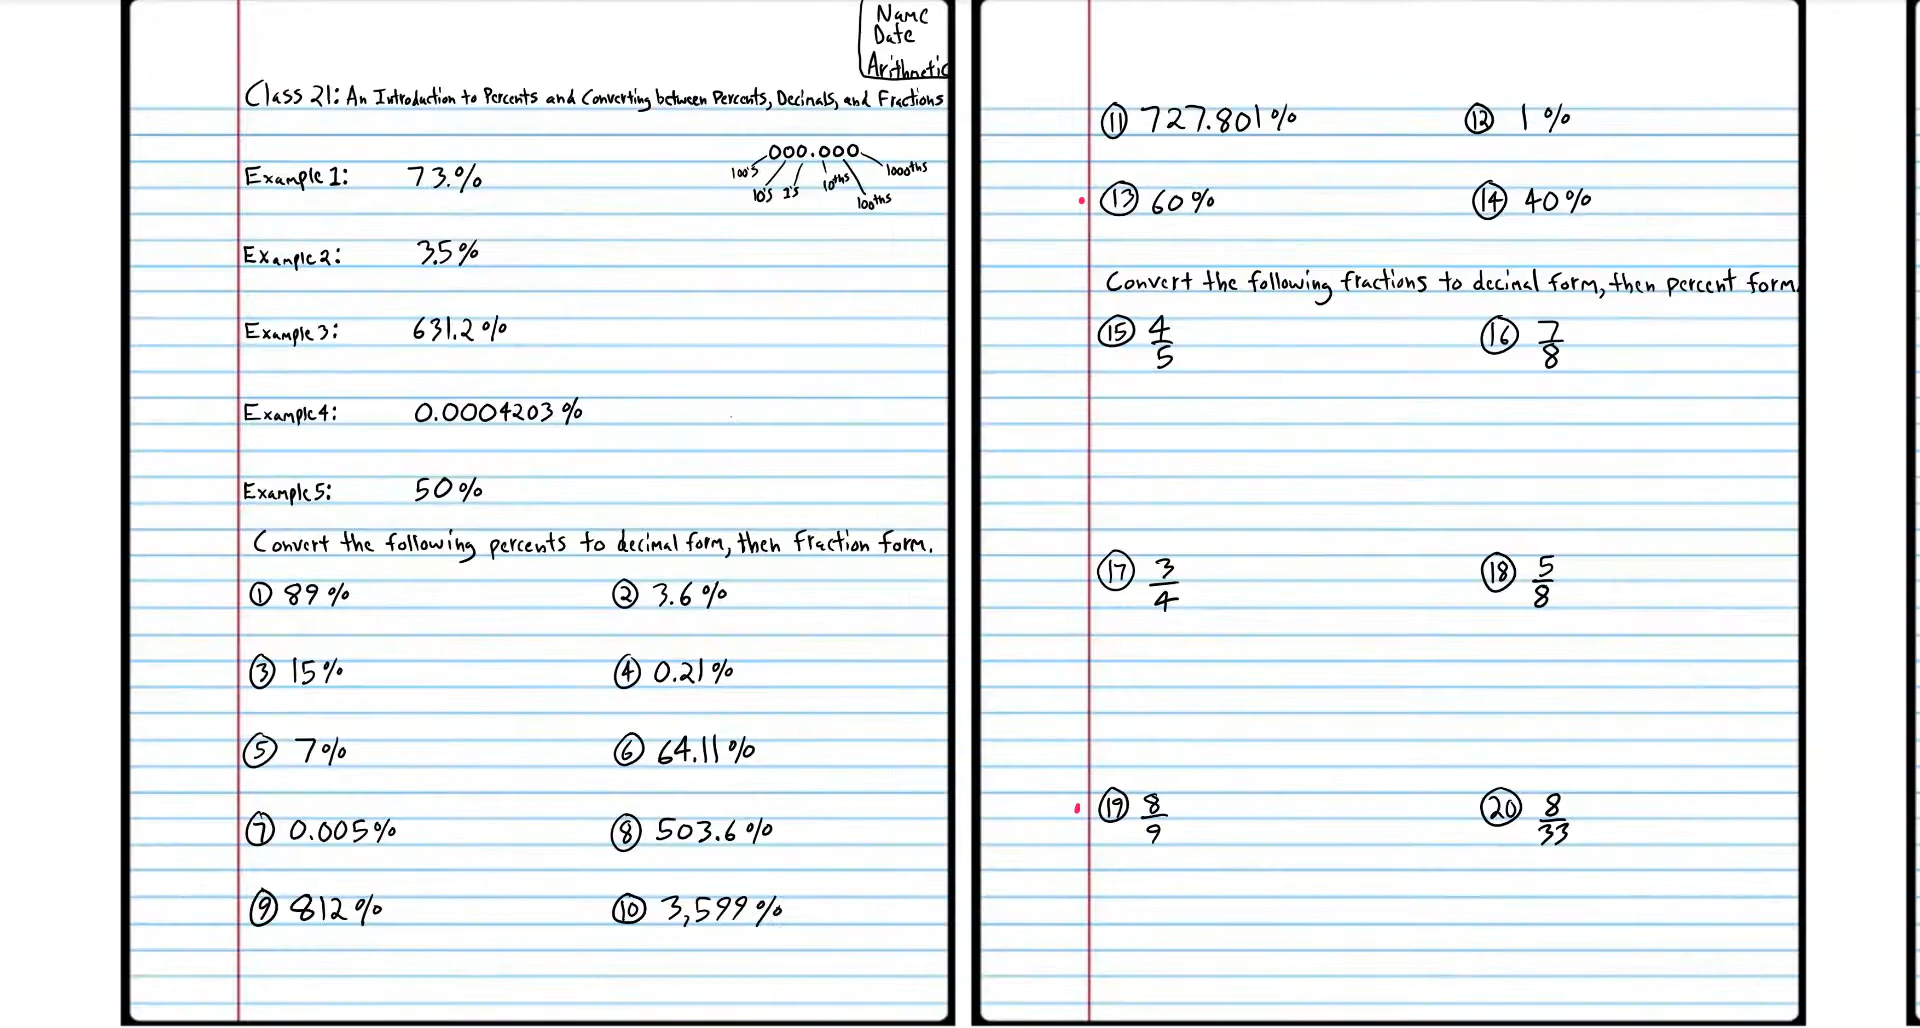 Name
Date
Arithmetic
Class 21: An Introduction to Percents and Converting between Percents, Decimals, and Fractions
000.000
100's 10's 1's 10ths 100ths 1000ths
Example 1: 73.%
Example 2: 3.5%
Example 3: 631.2%
Example 4: 0.0004203%
Example 5: 50%
Convert the following percents to decimal form, then fraction form.
① 89% ② 3.6%
③ 15% ④ 0.21%
⑤ 7% ⑥ 64.11%
⑦ 0.005% ⑧ 503.6%
⑨ 812% ⑩ 3,599%
⑪ 727.801% ⑫ 1%
⑬ 60% ⑭ 40%
Convert the following fractions to decimal form, then percent form.
⑮ 4/5 ⑯ 7/8
⑰ 3/4 ⑱ 5/8
⑲ 8/9 ⑳ 8/33